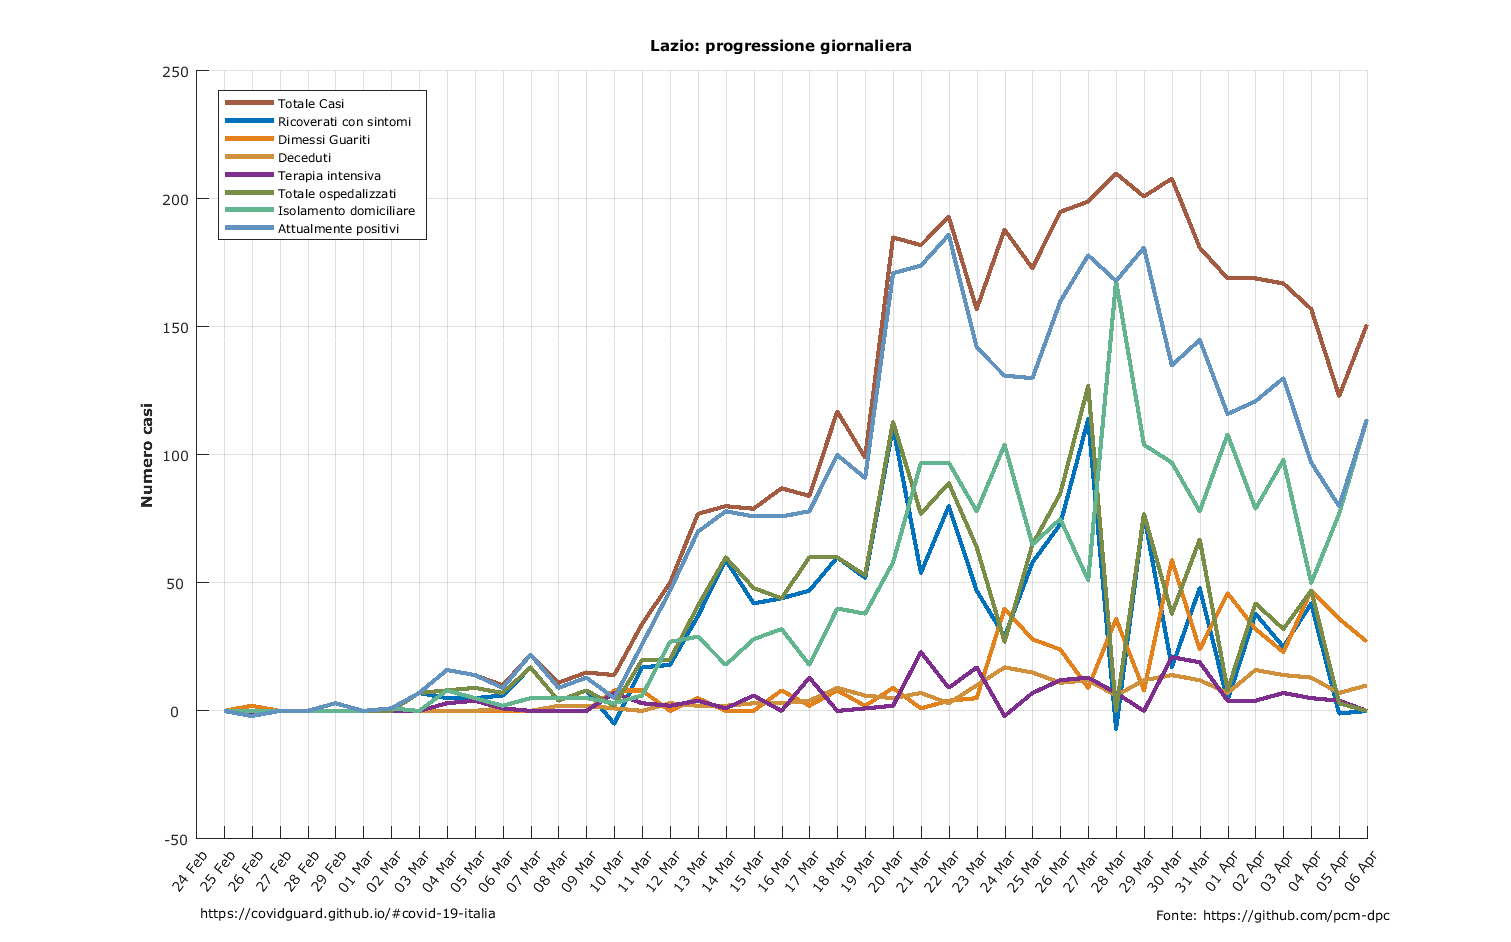 Lazio: progressione giornaliera
Numero casi
250
200
150
100
50
0
-50
Totale Casi
Ricoverati con sintomi
Dimessi Guariti
Deceduti
Terapia intensiva
Totale ospedalizzati
Isolamento domiciliare
Attualmente positivi
24 Feb
25 Feb
26 Feb
27 Feb
28 Feb
29 Feb
01 Mar
02 Mar
03 Mar
04 Mar
05 Mar
06 Mar
07 Mar
08 Mar
09 Mar
10 Mar
11 Mar
12 Mar
13 Mar
14 Mar
15 Mar
16 Mar
17 Mar
18 Mar
19 Mar
20 Mar
21 Mar
22 Mar
23 Mar
24 Mar
25 Mar
26 Mar
27 Mar
28 Mar
29 Mar
30 Mar
31 Mar
01 Apr
02 Apr
03 Apr
04 Apr
05 Apr
06 Apr
https://covidguard.github.io/#covid-19-italia
Fonte: https://github.com/pcm-dpc